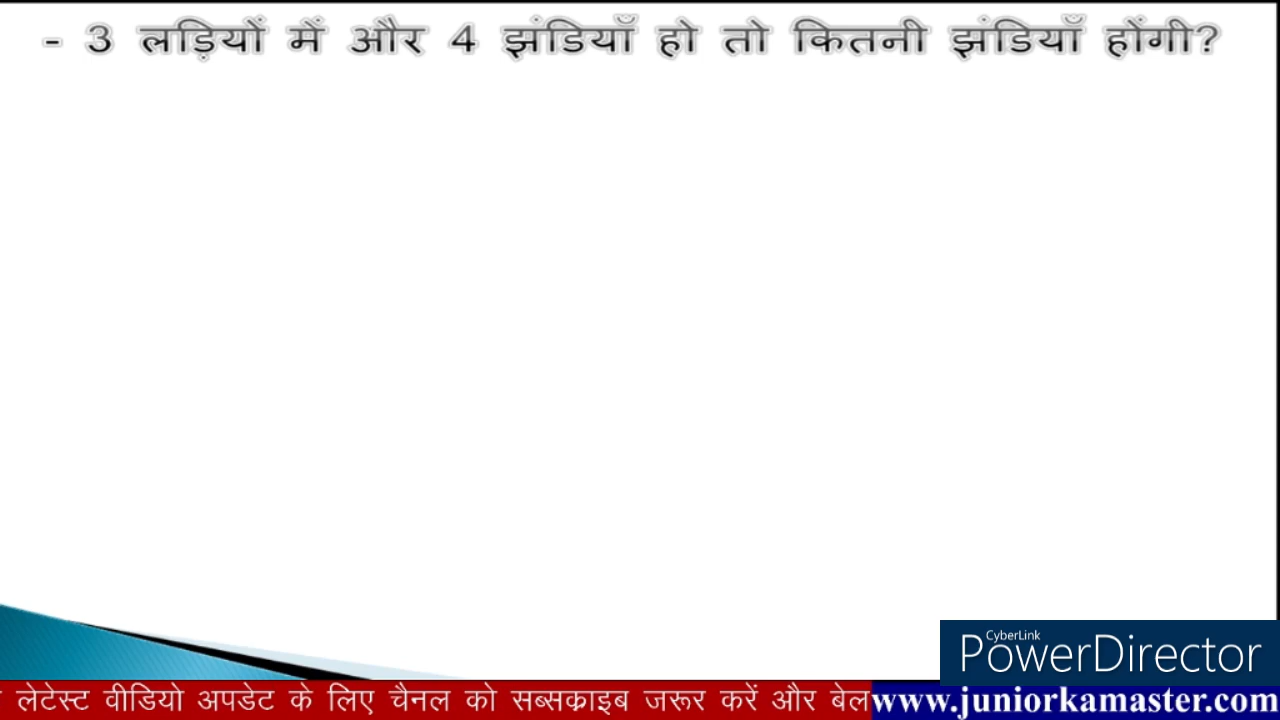 - 3 लड़ियों में और 4 झंडियाँ हो तो कितनी झंडियाँ होंगी?
CyberLink
PowerDirector
लेटेस्ट वीडियो अपडेट के लिए चैनल को सब्सक्राइब जरूर करें और बेल www.juniorkamaster.com